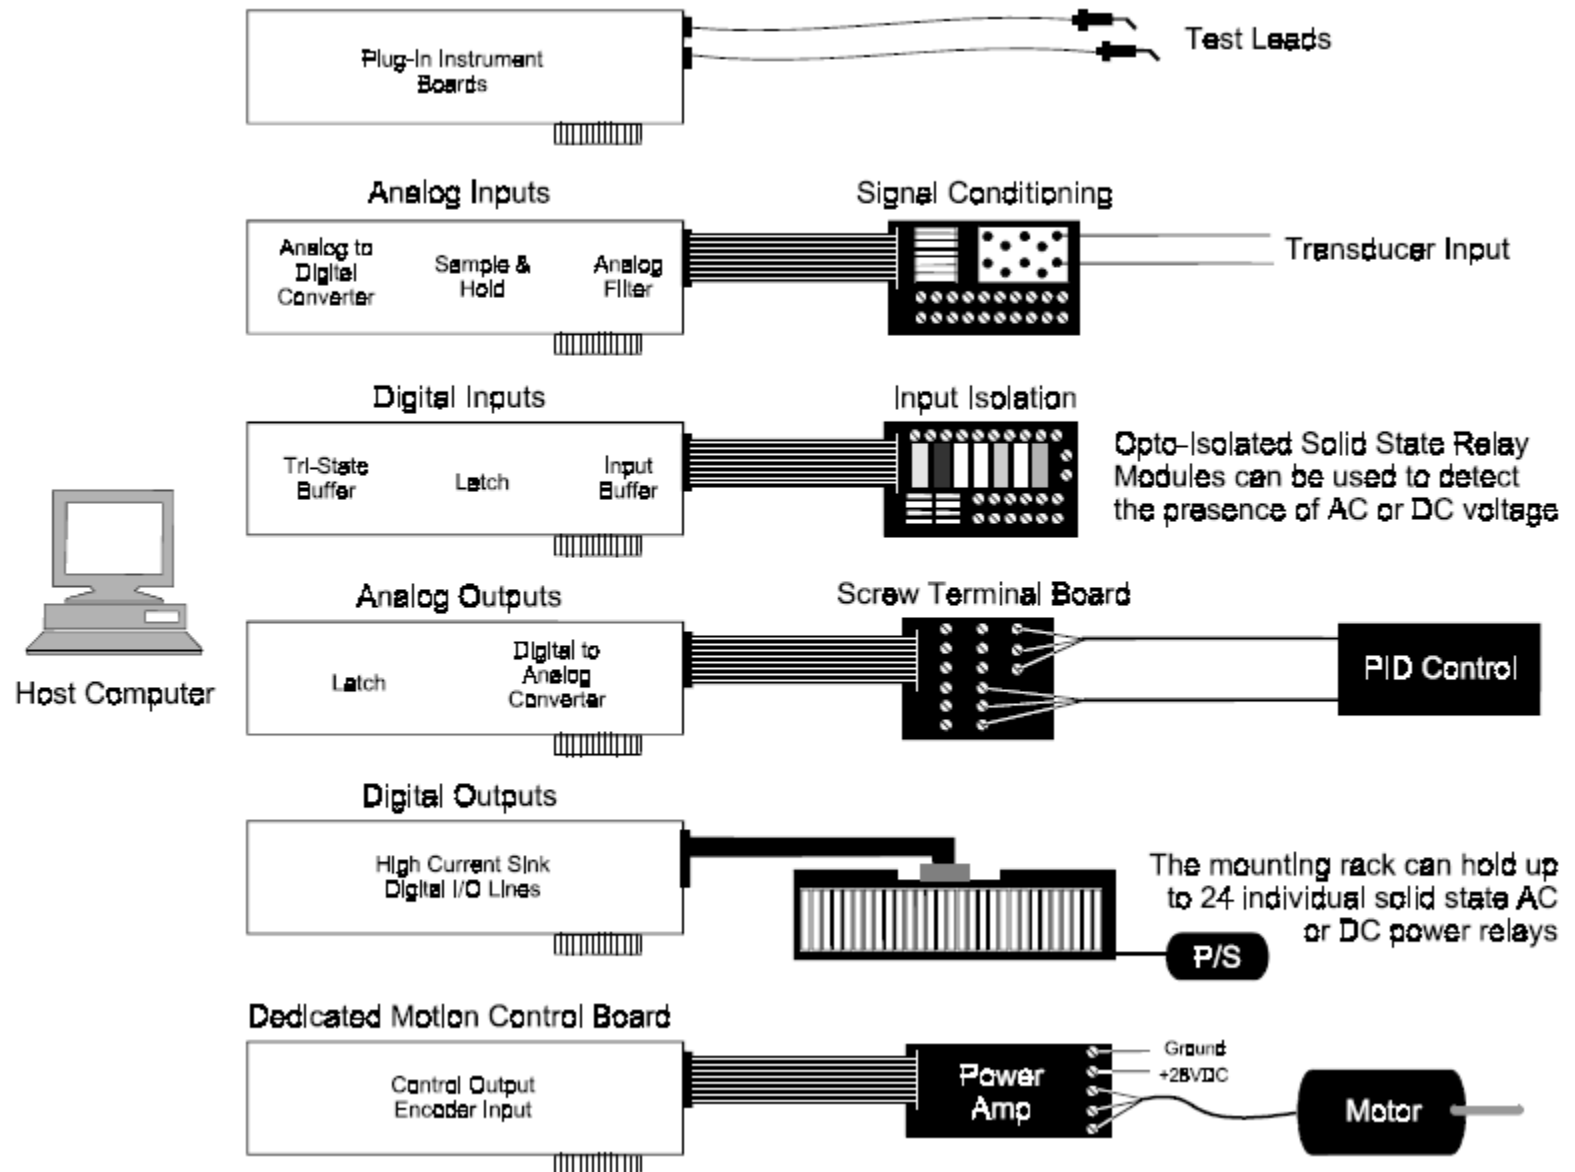 Plug-In Instrument
Boards
Test Leads
Analog Inputs
Signal Conditioning
Analog to
Digital
Converter
Sample &
Hold
Analog
Filter
Transducer Input
Digital Inputs
Input Isolation
Tri-State
Buffer
Latch
Input
Buffer
Opto-Isolated Solid State Relay
Modules can be used to detect
the presence of AC or DC voltage
Host Computer
Analog Outputs
Screw Terminal Board
Latch
Digital to
Analog
Converter
PID Control
Digital Outputs
High Current Sink
Digital I/O Lines
The mounting rack can hold up
to 24 individual solid state AC
or DC power relays
P/S
Dedicated Motion Control Board
Control Output
Encoder Input
Power
Amp
Ground
+28VDC
Motor